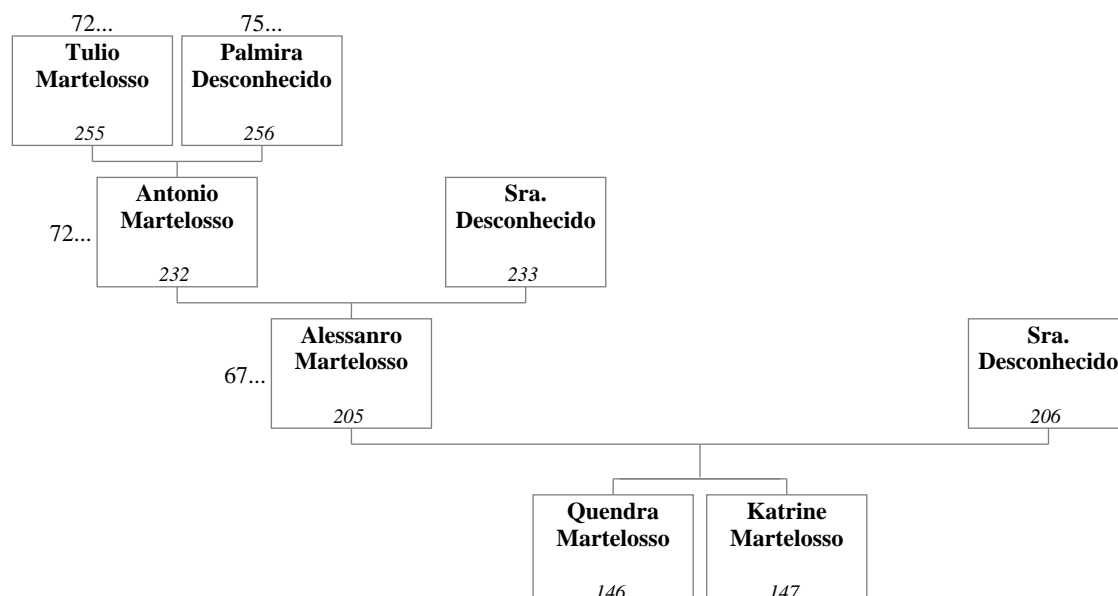 72...
75...
Tulio
Martelosso
255
Palmira
Desconhecido
256
72...
Antonio
Martelosso
232
Sra.
Desconhecido
233
67...
Alessanro
Martelosso
205
Sra.
Desconhecido
206
Quendra
Martelosso
146
Katrine
Martelosso
147